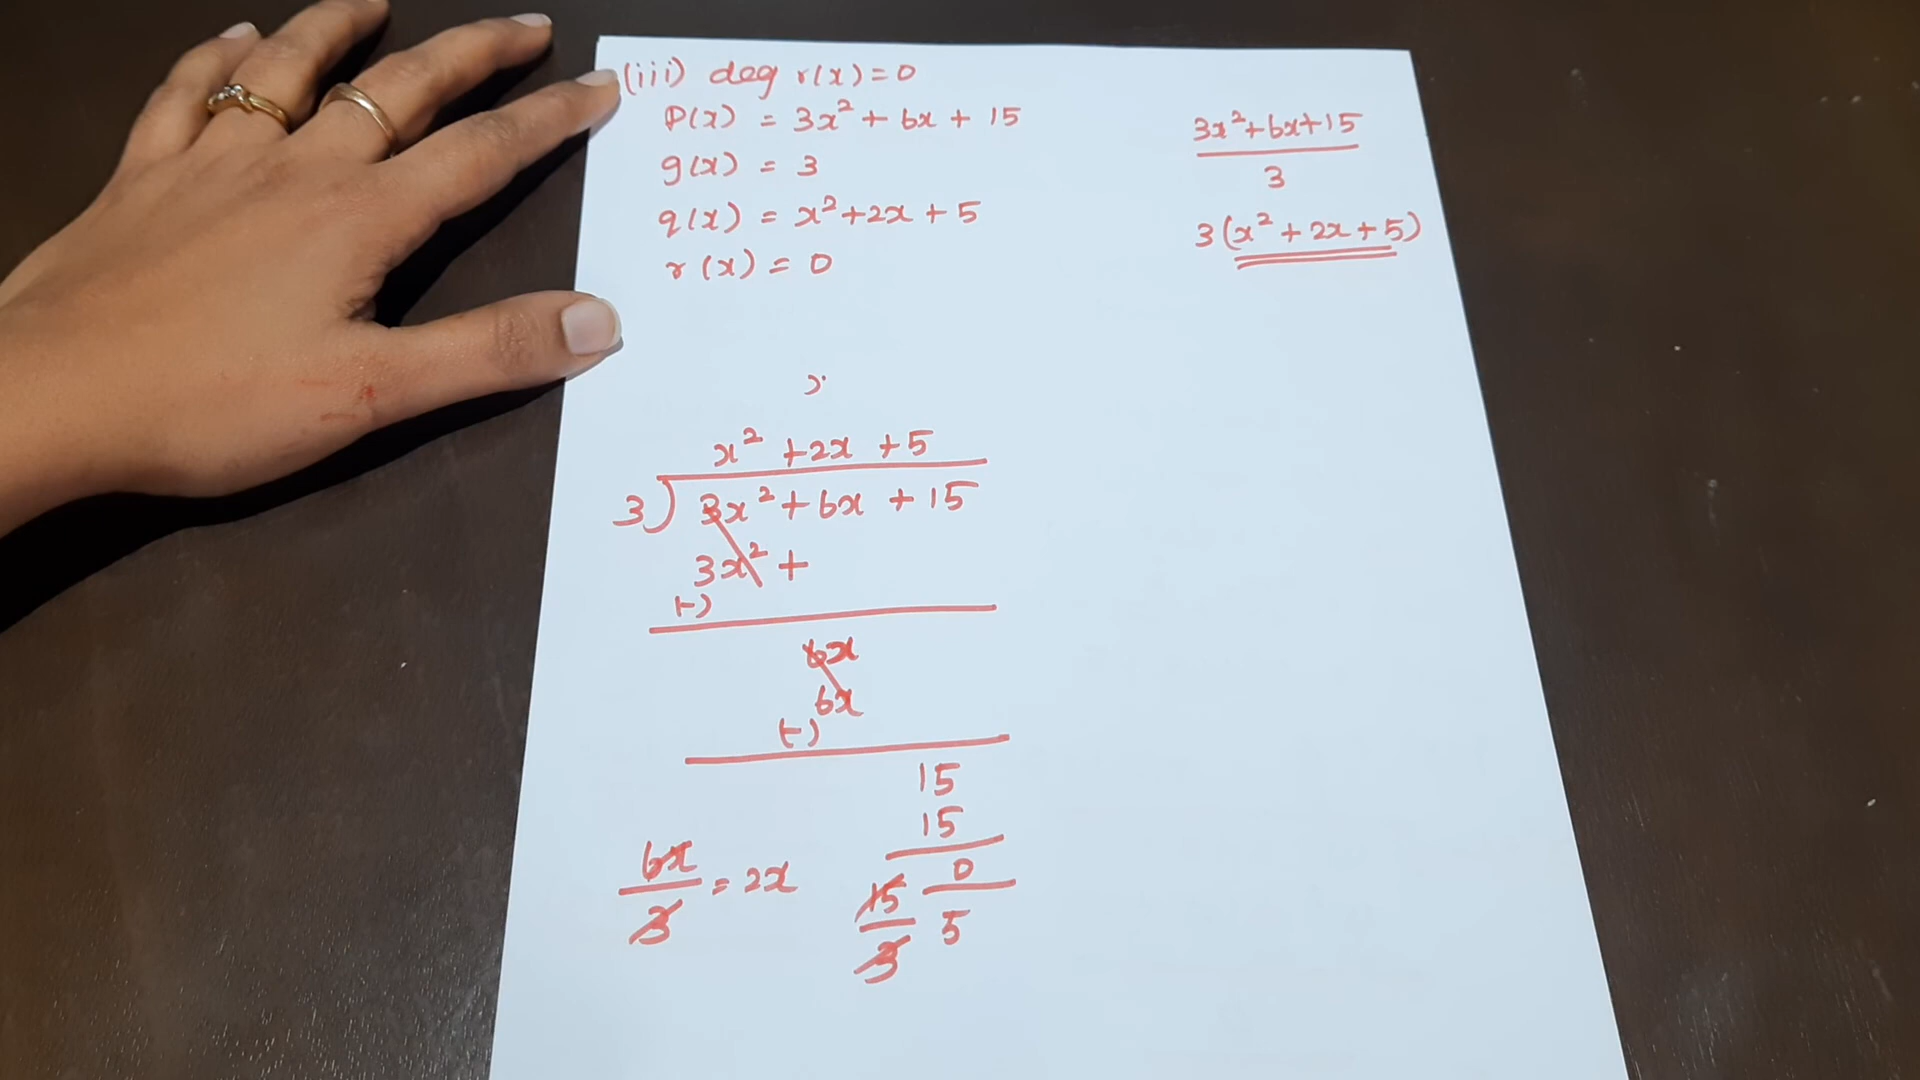 (iii) deg r(x) = 0
P(x) = 3x² + 6x + 15
g(x) = 3
q(x) = x² + 2x + 5
r(x) = 0
3x² + 6x + 15
3
3(x² + 2x + 5)
x² + 2x + 5
3) 3x² + 6x + 15
3x² +
(-)
6x
6x
(-)
15
15
0
6x
3
= 2x
15
3
5